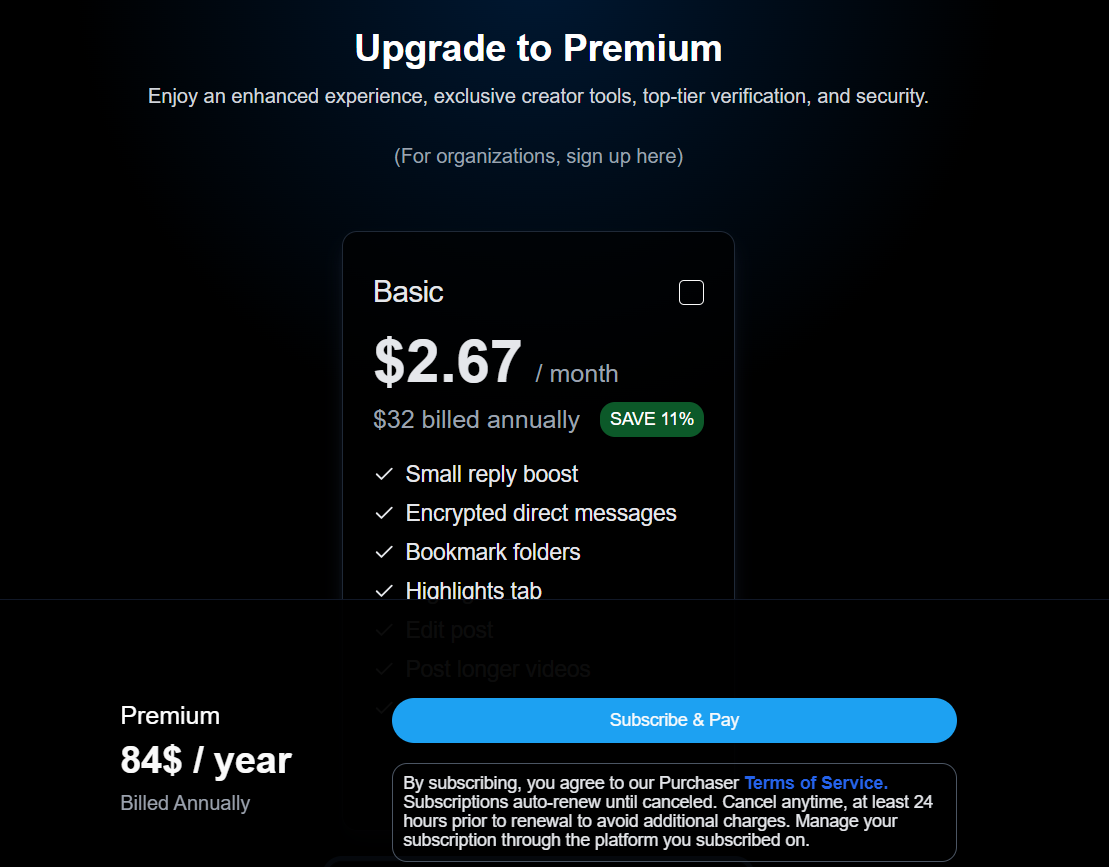 Upgrade to Premium
Enjoy an enhanced experience, exclusive creator tools, top-tier verification, and security.
(For organizations, sign up here)
Basic
$2.67 / month
$32 billed annually SAVE 11%
Small reply boost
Encrypted direct messages
Bookmark folders
Highlights tab
Edit post
Post longer videos
Premium
84$ / year
Billed Annually
Subscribe & Pay
By subscribing, you agree to our Purchaser Terms of Service.
Subscriptions auto-renew until canceled. Cancel anytime, at least 24
hours prior to renewal to avoid additional charges. Manage your
subscription through the platform you subscribed on.